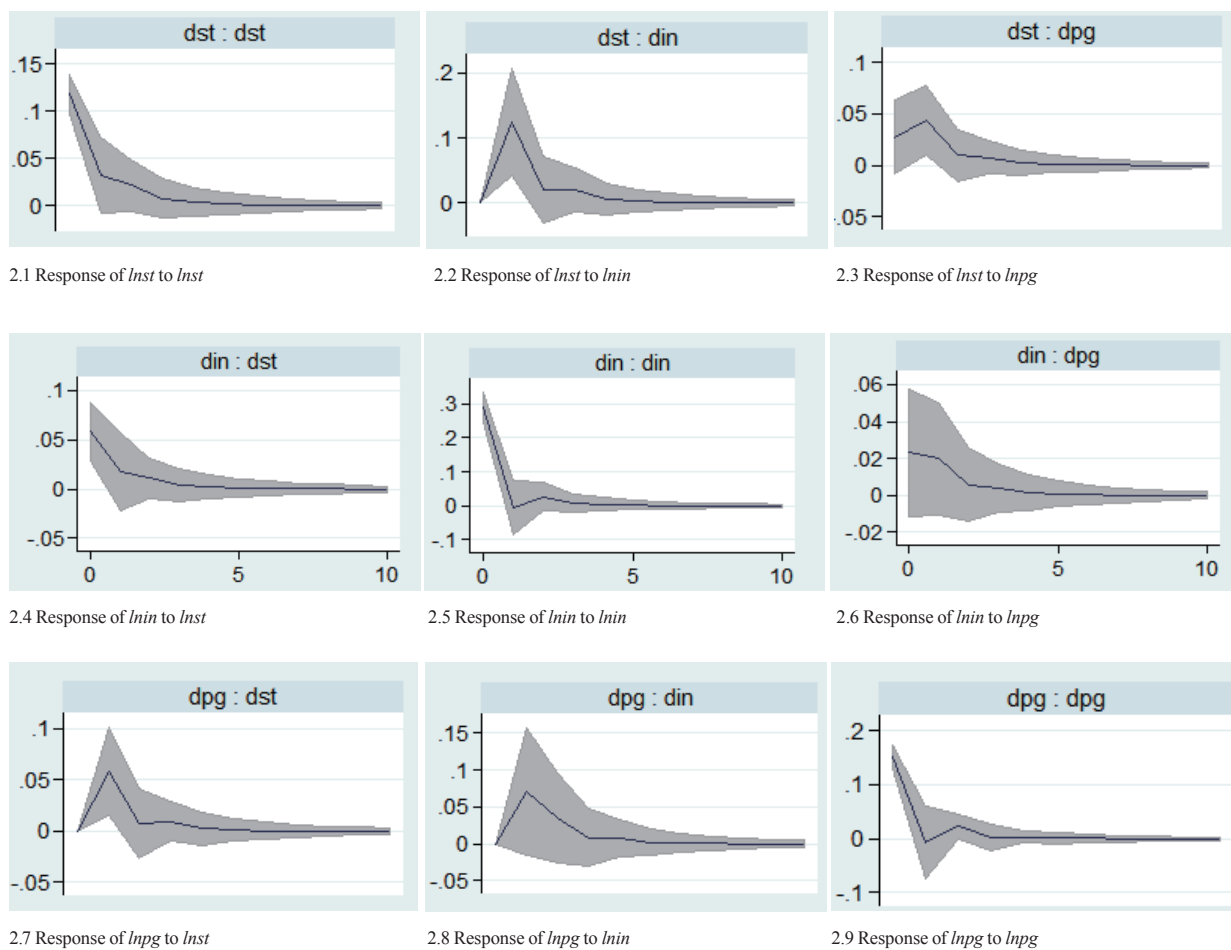 dst : dst
.15
.1
.05
0
dst : din
.2
.1
0
dst : dpg
.1
.05
0
-.05
2.1 Response of lnst to lnst
2.2 Response of lnst to lnin
2.3 Response of lnst to lnpg
din : dst
.1
.05
0
-.05
0 5 10
din : din
.3
.2
.1
0
-.1
0 5 10
din : dpg
.06
.04
.02
0
-.02
0 5 10
2.4 Response of lnin to lnst
2.5 Response of lnin to lnin
2.6 Response of lnin to lnpg
dpg : dst
.1
.05
0
-.05
dpg : din
.15
.1
.05
0
-.05
dpg : dpg
.2
.1
0
-.1
2.7 Response of lnpg to lnst
2.8 Response of lnpg to lnin
2.9 Response of lnpg to lnpg